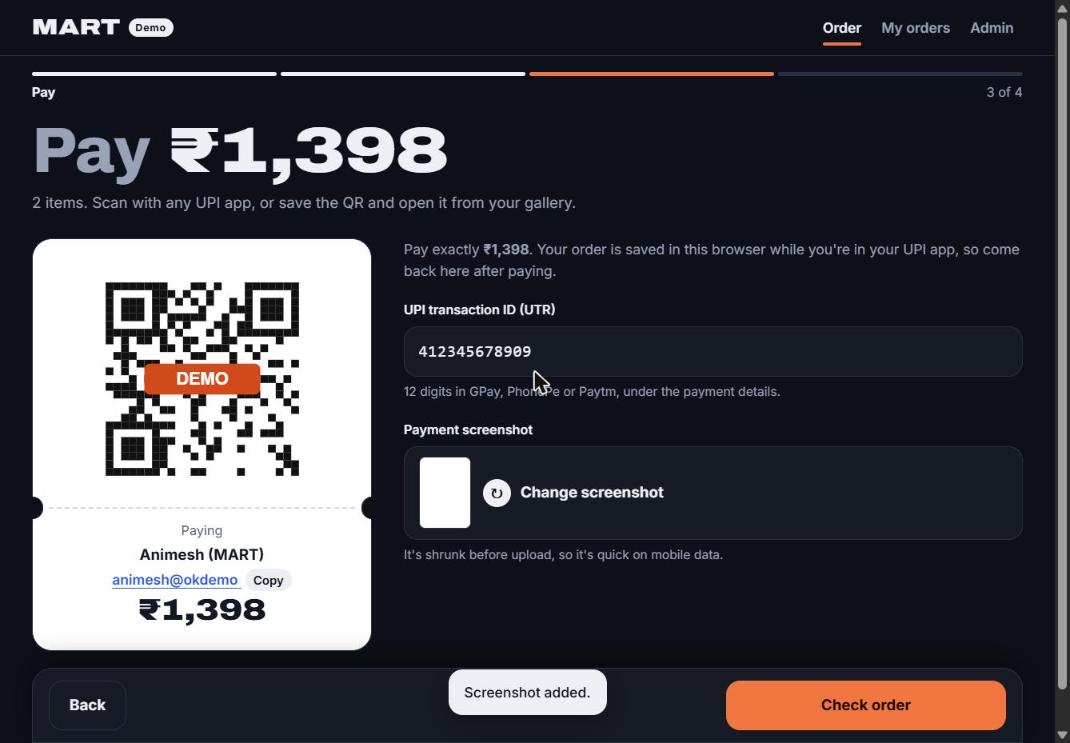 MART Demo
Order My orders Admin
Pay
3 of 4
Pay ₹1,398
2 items. Scan with any UPI app, or save the QR and open it from your gallery.
DEMO
Paying
Animesh (MART)
animesh@okdemo Copy
₹1,398
Pay exactly ₹1,398. Your order is saved in this browser while you're in your UPI app, so come
back here after paying.
UPI transaction ID (UTR)
412345678909
12 digits in GPay, PhonePe or Paytm, under the payment details.
Payment screenshot
Change screenshot
It's shrunk before upload, so it's quick on mobile data.
Back
Screenshot added.
Check order